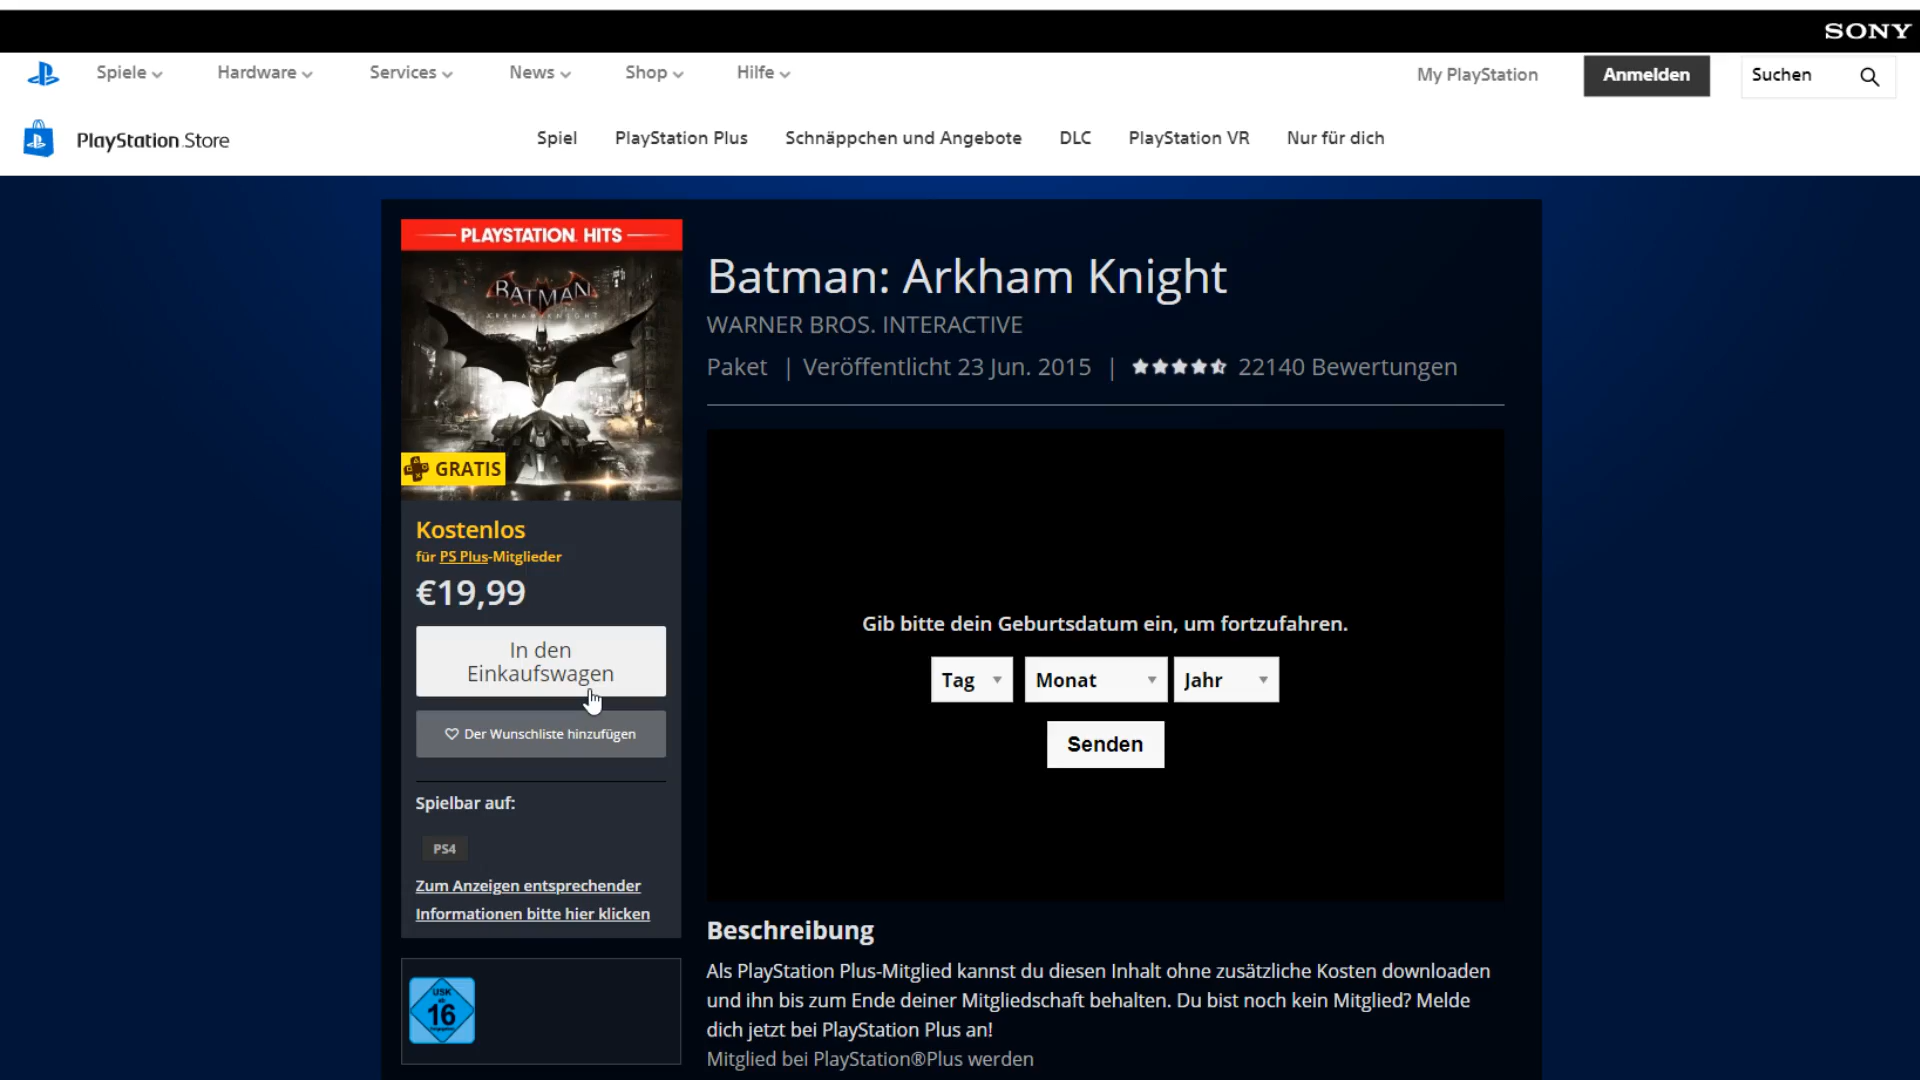 SONY
Spiele
Hardware
Services
News
Shop
Hilfe
My PlayStation
Anmelden
Suchen
PlayStation Store
Spiel
PlayStation Plus
Schnäppchen und Angebote
DLC
PlayStation VR
Nur für dich
PLAYSTATION HITS
BATMAN
ARKHAM KNIGHT
GRATIS
Kostenlos
für PS Plus-Mitglieder
€19,99
In den
Einkaufswagen
Der Wunschliste hinzufügen
Spielbar auf:
PS4
Zum Anzeigen entsprechender
Informationen bitte hier klicken
USK
ab
16
Batman: Arkham Knight
WARNER BROS. INTERACTIVE
Paket | Veröffentlicht 23 Jun. 2015 | 22140 Bewertungen
Gib bitte dein Geburtsdatum ein, um fortzufahren.
Tag
Monat
Jahr
Senden
Beschreibung
Als PlayStation Plus-Mitglied kannst du diesen Inhalt ohne zusätzliche Kosten downloaden
und ihn bis zum Ende deiner Mitgliedschaft behalten. Du bist noch kein Mitglied? Melde
dich jetzt bei PlayStation Plus an!
Mitglied bei PlayStation®Plus werden